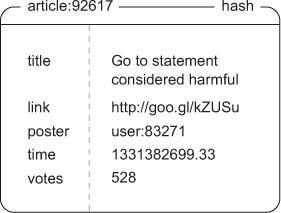 article:92617 hash
title Go to statement
considered harmful
link http://goo.gl/kZUSu
poster user:83271
time 1331382699.33
votes 528